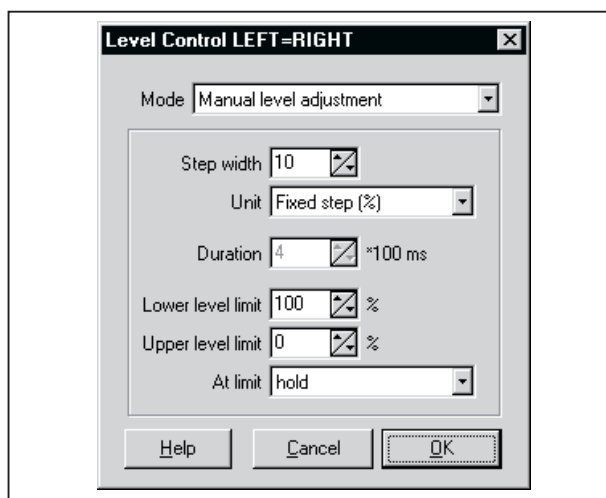 Level Control LEFT=RIGHT
Mode Manual level adjustment
Step width 10
Unit Fixed step (%)
Duration 4 *100 ms
Lower level limit 100 %
Upper level limit 0 %
At limit hold
Help Cancel OK